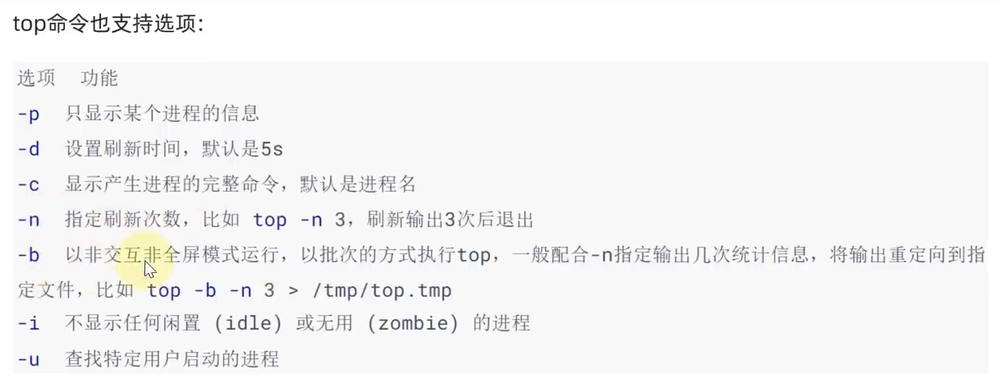 top命令也支持选项:
选项 功能
-p 只显示某个进程的信息
-d 设置刷新时间，默认是5s
-c 显示产生进程的完整命令，默认是进程名
-n 指定刷新次数，比如 top -n 3，刷新输出3次后退出
-b 以非交互非全屏模式运行，以批次的方式执行top，一般配合-n指定输出几次统计信息，将输出重定向到指
定文件，比如 top -b -n 3 > /tmp/top.tmp
-i 不显示任何闲置 (idle) 或无用 (zombie) 的进程
-u 查找特定用户启动的进程